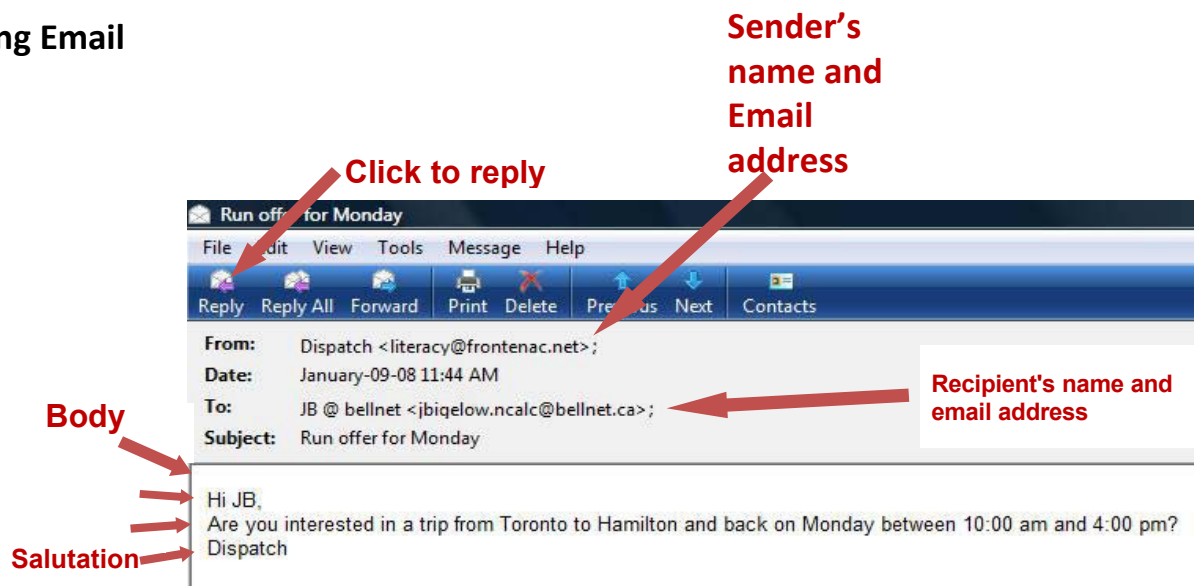 ng Email
Sender's
name and
Email
address
Click to reply
Run offer for Monday
File Edit View Tools Message Help
Reply Reply All Forward Print Delete Previous Next Contacts
From: Dispatch <literacy@frontenac.net>;
Date: January-09-08 11:44 AM
To: JB @ bellnet <jbigelow.ncalc@bellnet.ca>;
Recipient's name and
email address
Body
Subject: Run offer for Monday
Hi JB,
Are you interested in a trip from Toronto to Hamilton and back on Monday between 10:00 am and 4:00 pm?
Dispatch
Salutation